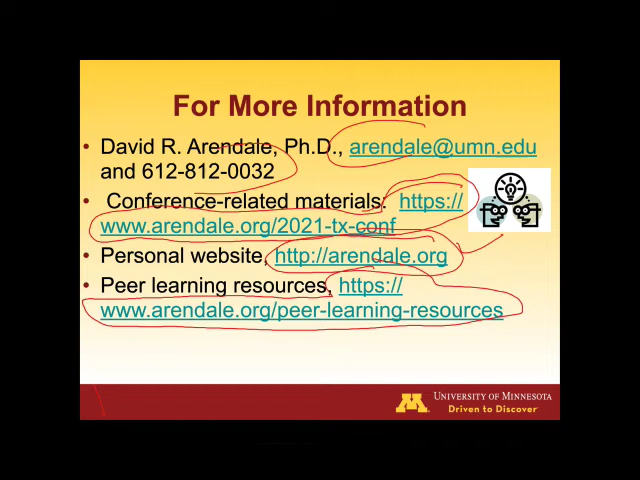 For More Information
• David R. Arendale, Ph.D., arendale@umn.edu
and 612-812-0032
• Conference-related materials, https://
www.arendale.org/2021-tx-conf
• Personal website, http://arendale.org
• Peer learning resources, https://
www.arendale.org/peer-learning-resources
M UNIVERSITY OF MINNESOTA
Driven to Discover